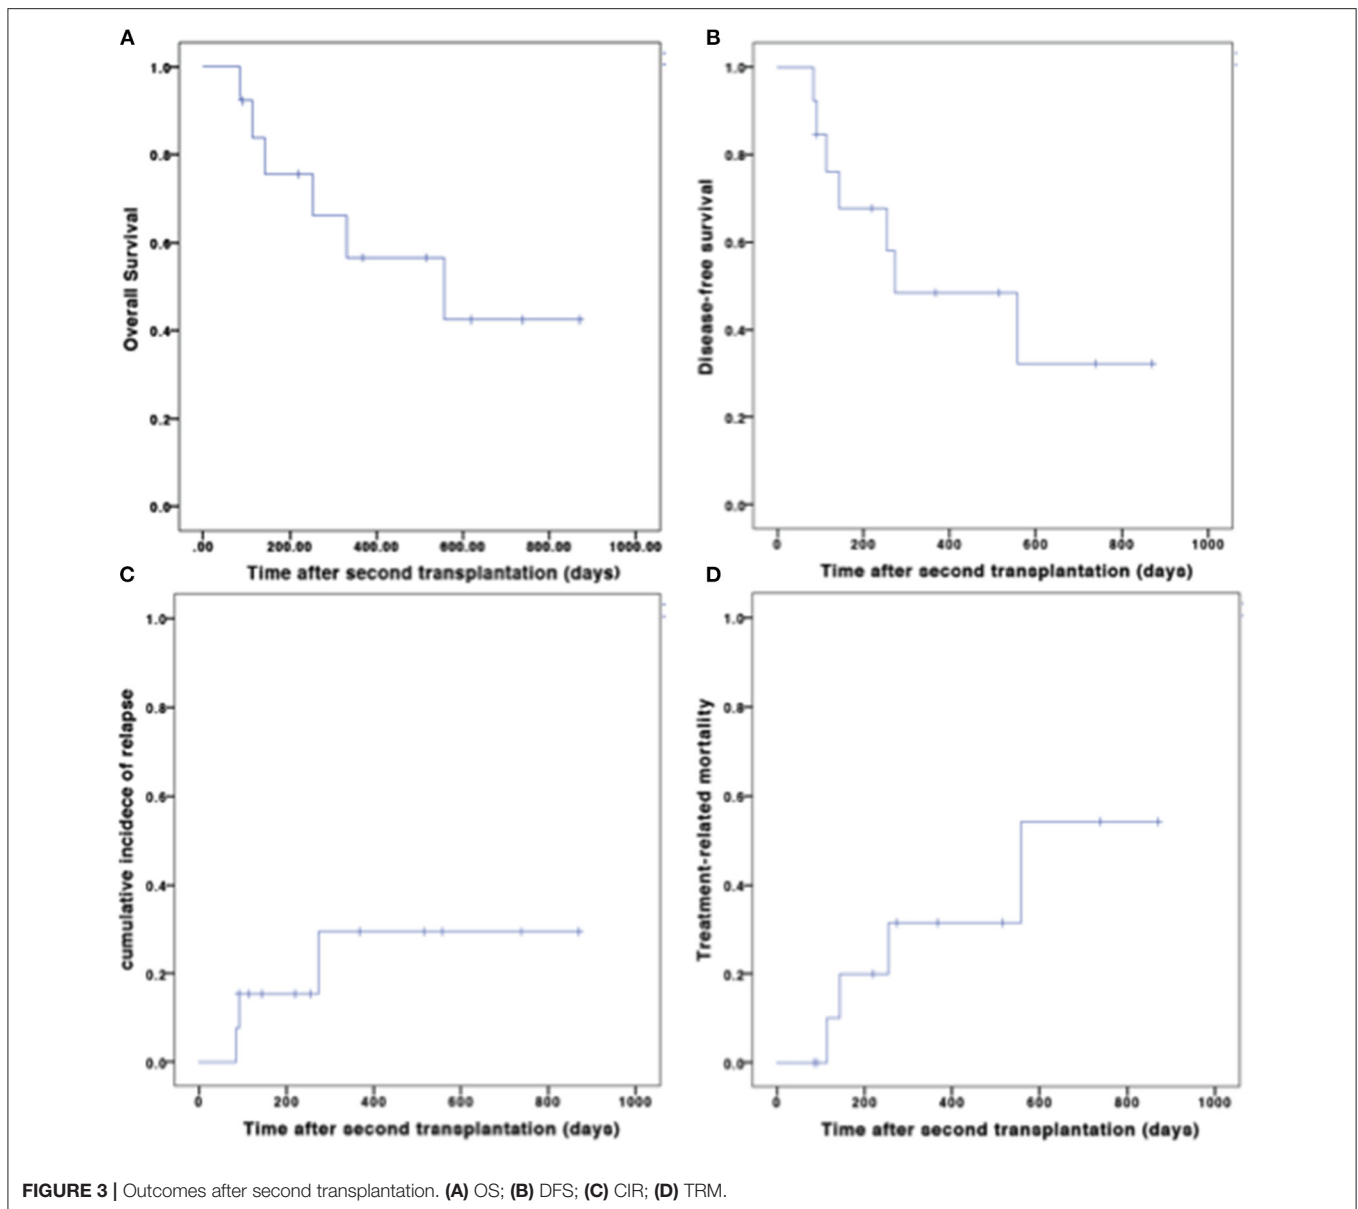 A
B
1.0
0.8
0.6
0.4
0.2
0.0
Overall Survival
.00 200.00 400.00 600.00 800.00 1000.00
Time after second transplantation (days)
1.0
0.8
0.6
0.4
0.2
0.0
Disease-free survival
0 200 400 600 800 1000
Time after second transplantation (days)
C
D
1.0
0.8
0.6
0.4
0.2
0.0
cumulative incidece of relapse
0 200 400 600 800 1000
Time after second transplantation (days)
1.0
0.8
0.6
0.4
0.2
0.0
Treatment-related mortality
0 200 400 600 800 1000
Time after second transplantation (days)
FIGURE 3 | Outcomes after second transplantation. (A) OS; (B) DFS; (C) CIR; (D) TRM.